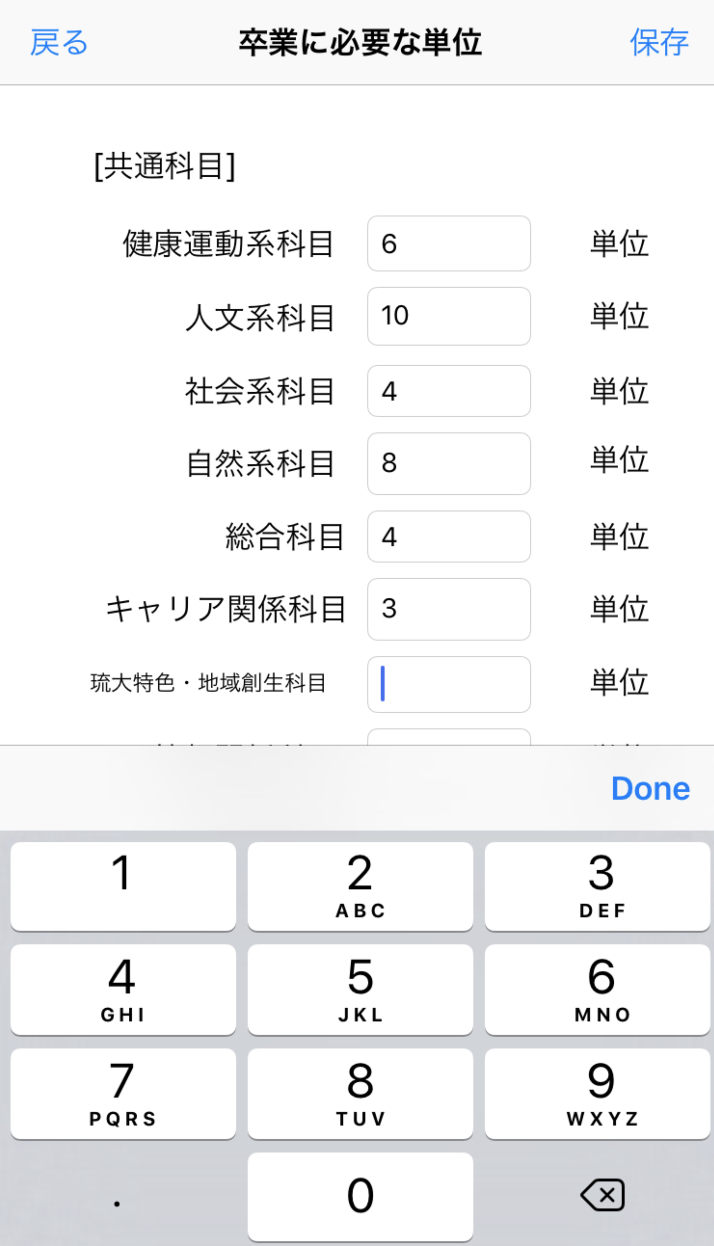 戻る 卒業に必要な単位 保存
[共通科目]
健康運動系科目 6 単位
人文系科目 10 単位
社会系科目 4 単位
自然系科目 8 単位
総合科目 4 単位
キャリア関係科目 3 単位
琉大特色・地域創生科目 単位
Done
1 2 3
ABC DEF
4 5 6
GHI JKL MNO
7 8 9
PQRS TUV WXYZ
. 0